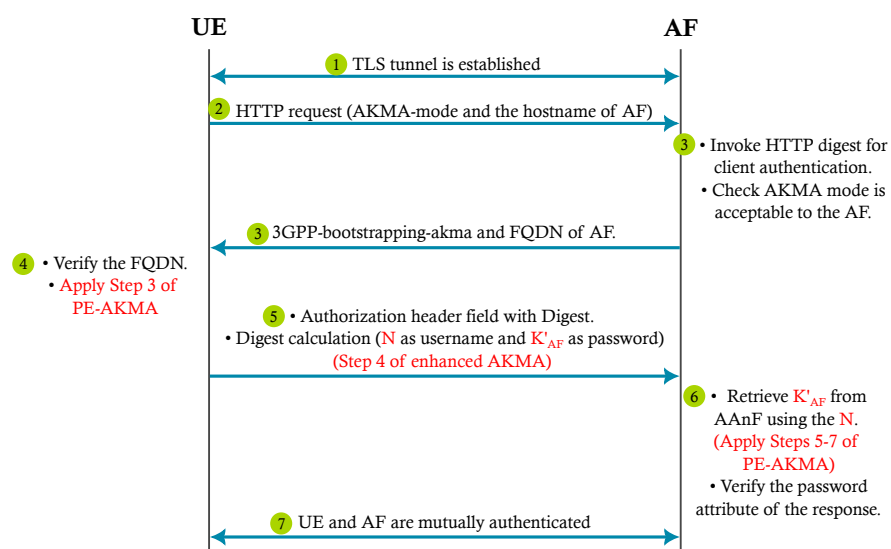 UE
AF
1 TLS tunnel is established
2 HTTP request (AKMA-mode and the hostname of AF)
3 • Invoke HTTP digest for
client authentication.
• Check AKMA mode is
acceptable to the AF.
3 3GPP-bootstrapping-akma and FQDN of AF.
4 • Verify the FQDN.
• Apply Step 3 of
PE-AKMA
5 • Authorization header field with Digest.
• Digest calculation (N as username and K'AF as password)
(Step 4 of enhanced AKMA)
6 • Retrieve K'AF from
AAnF using the N.
(Apply Steps 5-7 of
PE-AKMA)
• Verify the password
attribute of the response.
7 UE and AF are mutually authenticated